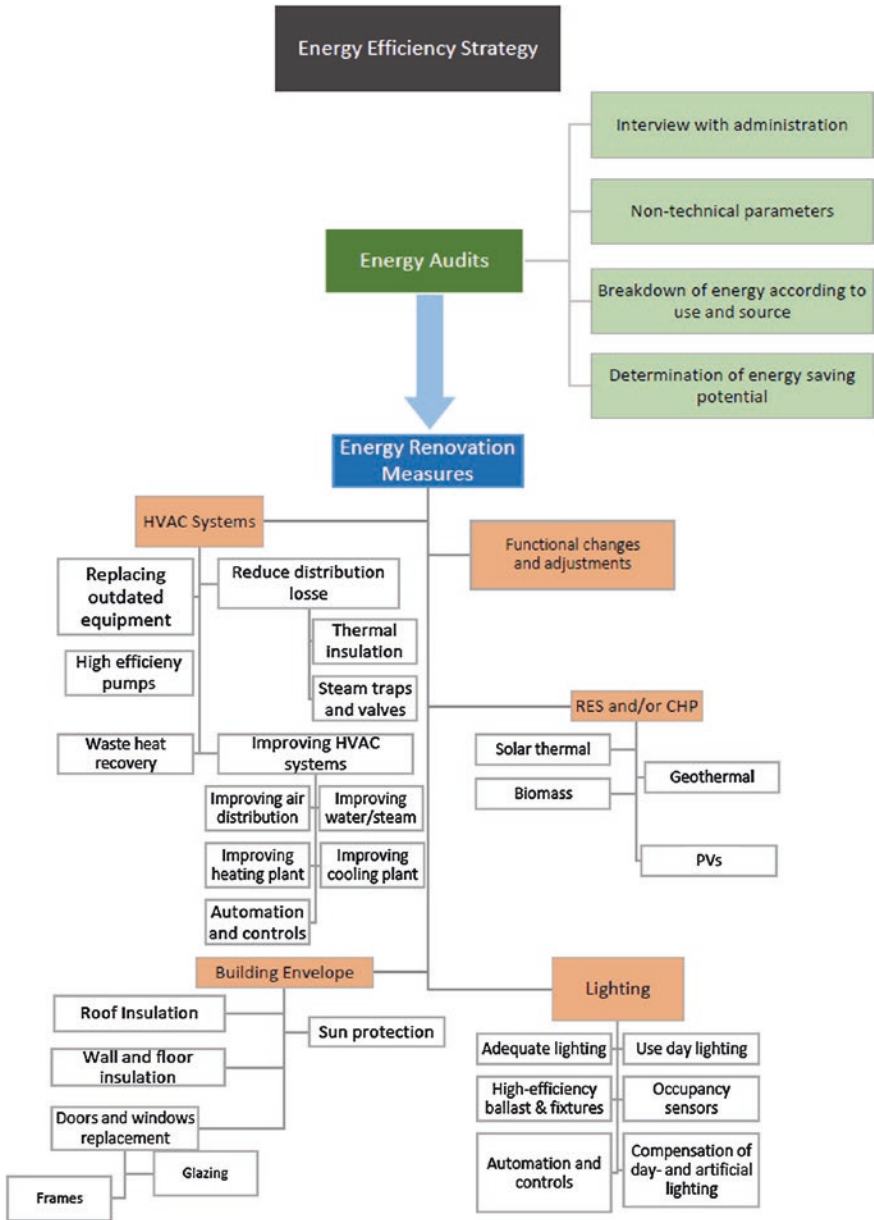 Energy Efficiency Strategy
Interview with administration
Non-technical parameters
Energy Audits
Breakdown of energy according to
use and source
Determination of energy saving
potential
Energy Renovation
Measures
HVAC Systems
Functional changes
and adjustments
Replacing
outdated
equipment
Reduce distribution
losse
Thermal
insulation
High efficieny
pumps
Steam traps
and valves
RES and/or CHP
Waste heat
recovery
Improving HVAC
systems
Solar thermal
Geothermal
Biomass
Improving air
distribution
Improving
water/steam
Improving
heating plant
Improving
cooling plant
PVs
Automation
and controls
Building Envelope
Lighting
Roof Insulation
Sun protection
Wall and floor
insulation
Adequate lighting
Use day lighting
High-efficiency
ballast & fixtures
Occupancy
sensors
Doors and windows
replacement
Glazing
Frames
Automation and
controls
Compensation of
day- and artificial
lighting